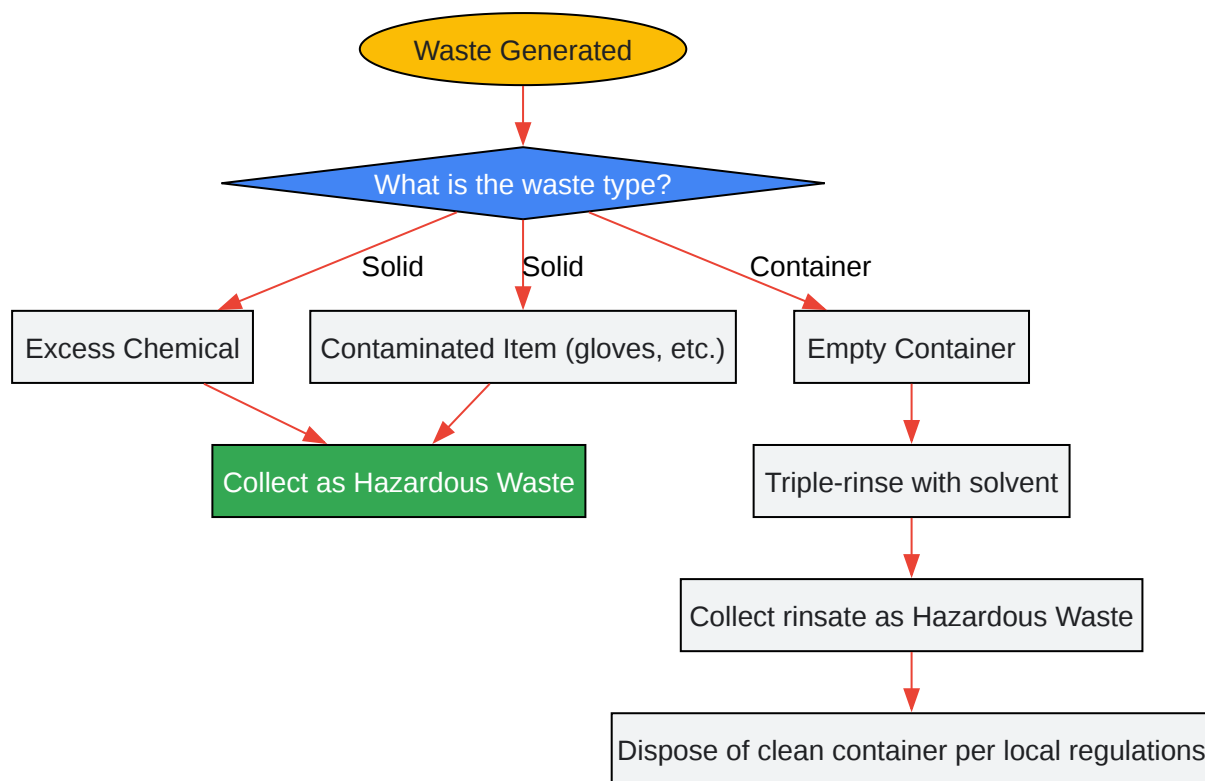 Waste Generated
What is the waste type?
Solid
Solid
Container
Excess Chemical
Contaminated Item (gloves, etc.)
Empty Container
Collect as Hazardous Waste
Triple-rinse with solvent
Collect rinsate as Hazardous Waste
Dispose of clean container per local regulations